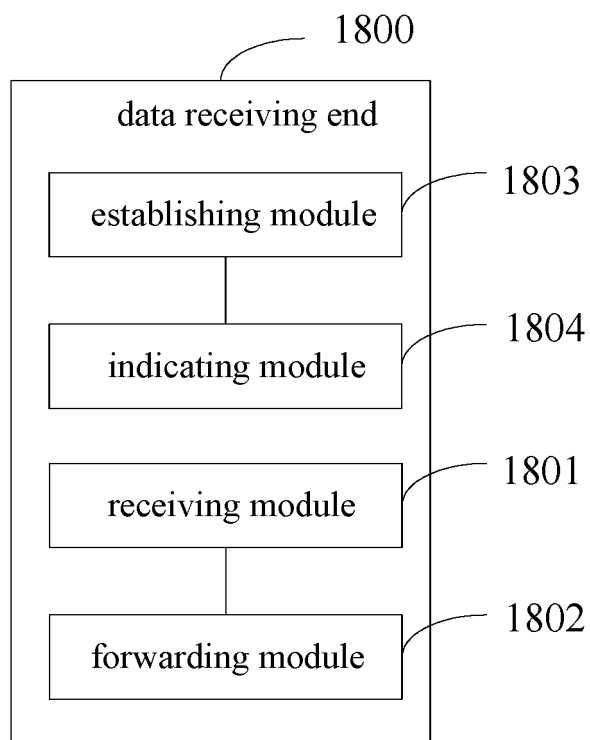 1800
data receiving end
1803
establishing module
1804
indicating module
1801
receiving module
1802
forwarding module